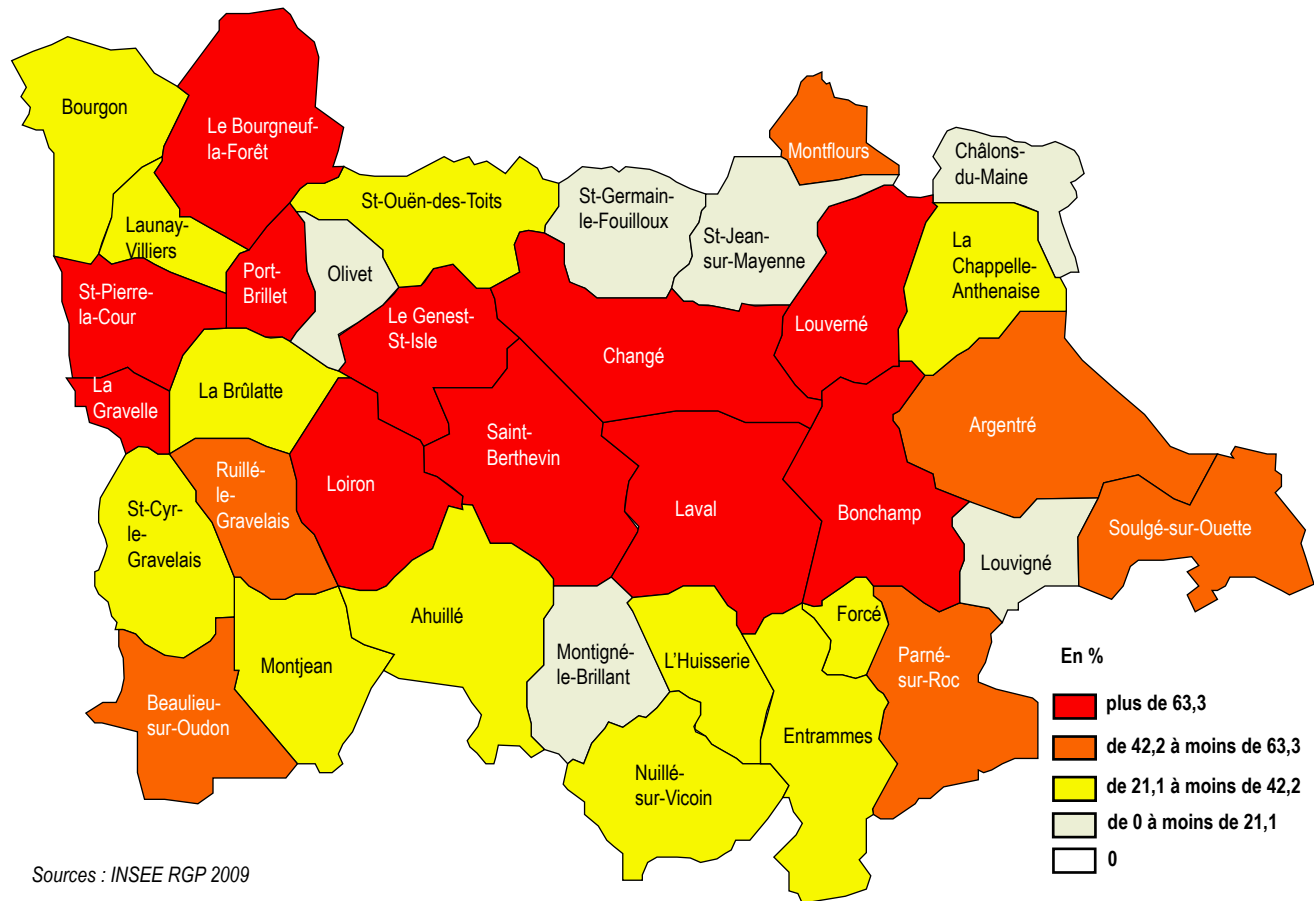 Bourgon
Le Bourgneuf-
la-Forêt
Montflours
Châlons-
du-Maine
St-Ouën-des-Toits
St-Germain-
le-Fouilloux
Launay-
Villiers
St-Jean-
sur-Mayenne
La
Chappelle-
Anthenaise
Port-
Brillet
Olivet
St-Pierre-
la-Cour
Le Genest-
St-Isle
Louverné
Changé
La
Gravelle
La Brûlatte
Argentré
Saint-
Berthevin
Ruillé-
le-
Gravelais
Loiron
St-Cyr-
le-
Gravelais
Laval
Bonchamp
Soulgé-sur-Ouette
Louvigné
Ahuillé
Forcé
Montjean
Montigné-
le-Brillant
L'Huisserie
Parné-
sur-Roc
Beaulieu-
sur-Oudon
Entrammes
Nuillé-
sur-Vicoin
En %
plus de 63,3
de 42,2 à moins de 63,3
de 21,1 à moins de 42,2
de 0 à moins de 21,1
0
Sources : INSEE RGP 2009